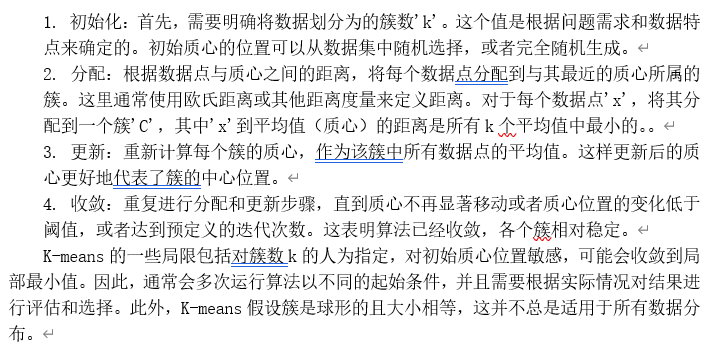 1. 初始化：首先，需要明确将数据划分为的簇数'k'。这个值是根据问题需求和数据特
点来确定的。初始质心的位置可以从数据集中随机选择，或者完全随机生成。
2. 分配：根据数据点与质心之间的距离，将每个数据点分配到与其最近的质心所属的
簇。这里通常使用欧氏距离或其他距离度量来定义距离。对于每个数据点'x'，将其分
配到一个簇'C'，其中'x'到平均值（质心）的距离是所有 k 个平均值中最小的。。
3. 更新：重新计算每个簇的质心，作为该簇中所有数据点的平均值。这样更新后的质
心更好地代表了簇的中心位置。
4. 收敛：重复进行分配和更新步骤，直到质心不再显著移动或者质心位置的变化低于
阈值，或者达到预定义的迭代次数。这表明算法已经收敛，各个簇相对稳定。
K-means 的一些局限包括对簇数 k 的人为指定，对初始质心位置敏感，可能会收敛到局
部最小值。因此，通常会多次运行算法以不同的起始条件，并且需要根据实际情况对结果进
行评估和选择。此外，K-means 假设簇是球形的且大小相等，这并不总是适用于所有数据分
布。